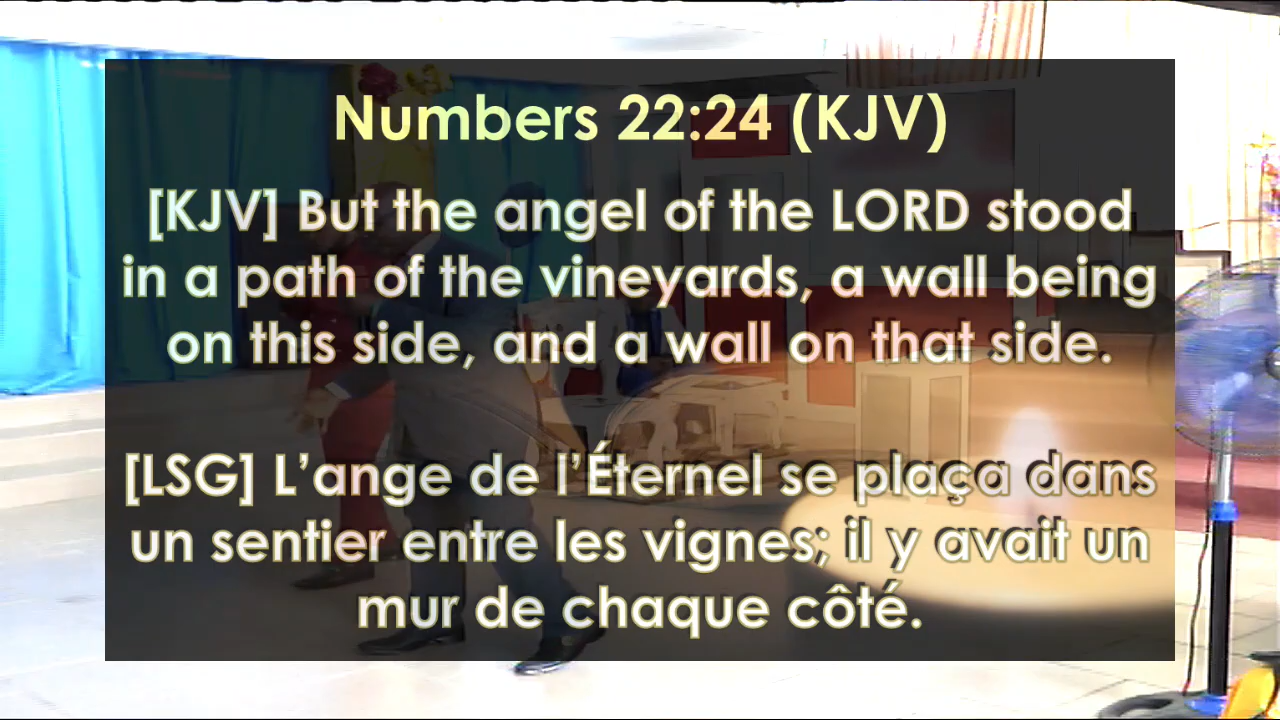 Numbers 22:24 (KJV)
[KJV] But the angel of the LORD stood
in a path of the vineyards, a wall being
on this side, and a wall on that side.
[LSG] L’ange de l’Éternel se plaça dans
un sentier entre les vignes; il y avait un
mur de chaque côté.